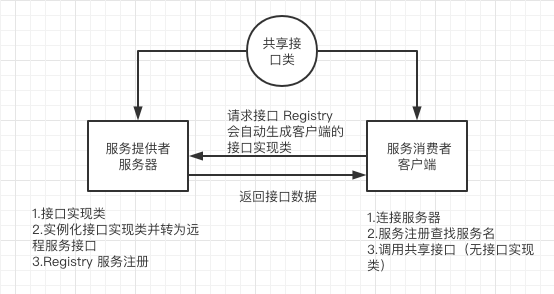 共享接
口类
请求接口 Registry
会自动生成客户端的
接口实现类
服务提供者
服务器
服务消费者
客户端
返回接口数据
1.接口实现类
2.实例化接口实现类并转为远
程服务接口
3.Registry 服务注册
1.连接服务器
2.服务注册查找服务名
3.调用共享接口（无接口实现
类）